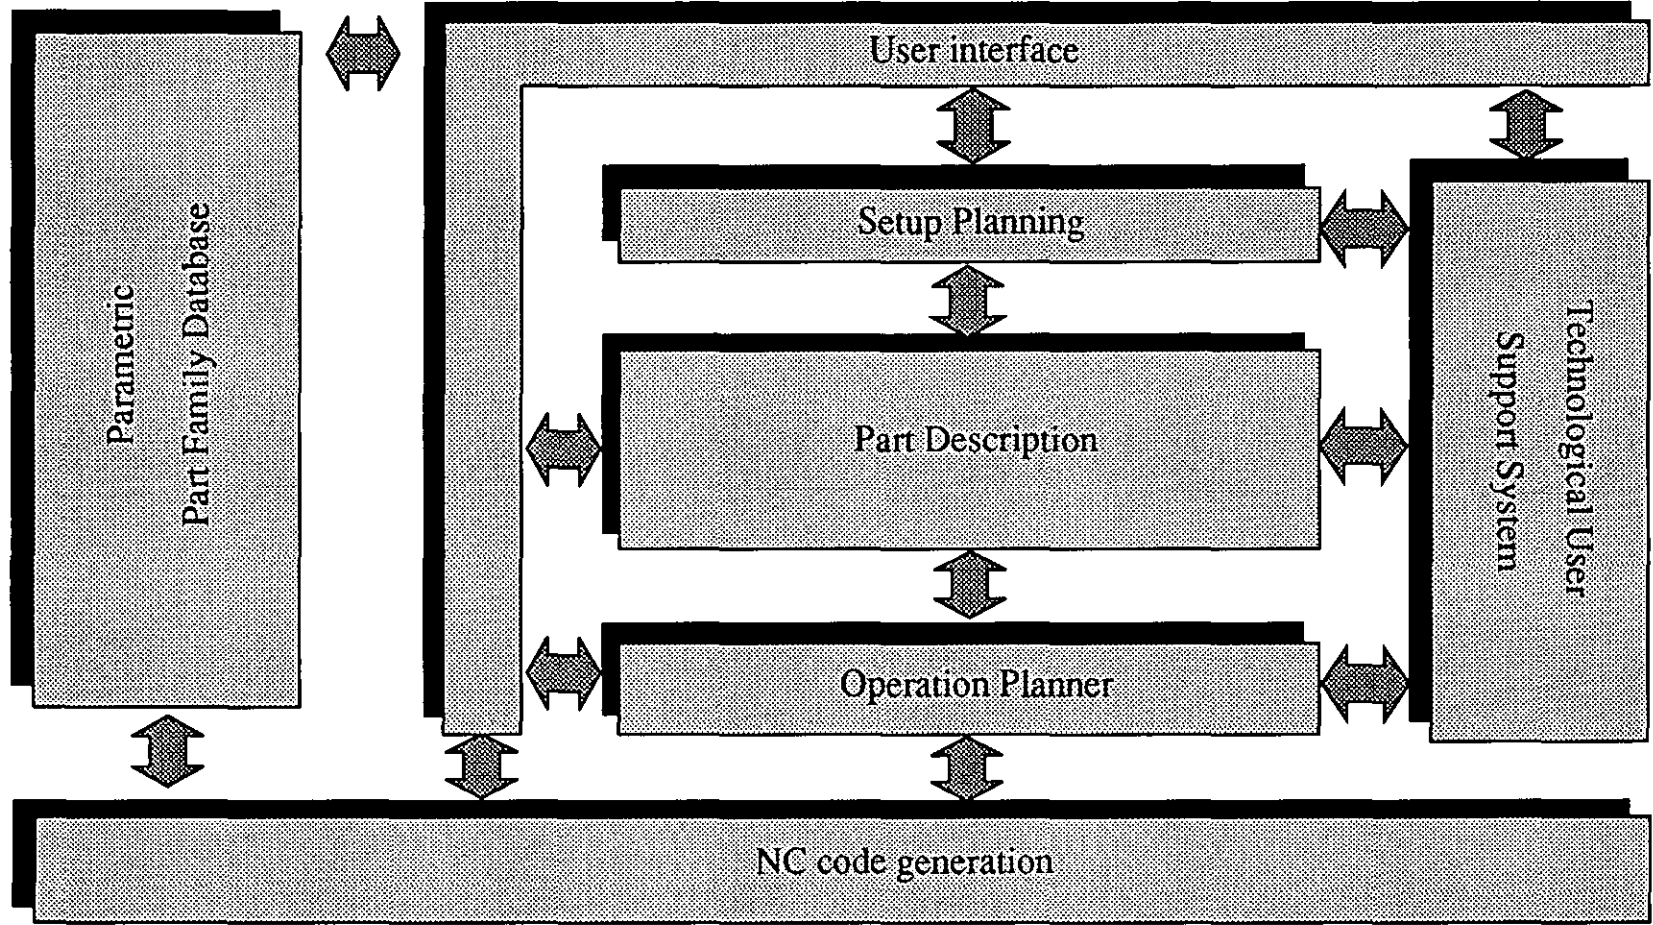 User interface
Setup Planning
Parametric
Part Family Database
Technological User
Support System
Part Description
Operation Planner
NC code generation